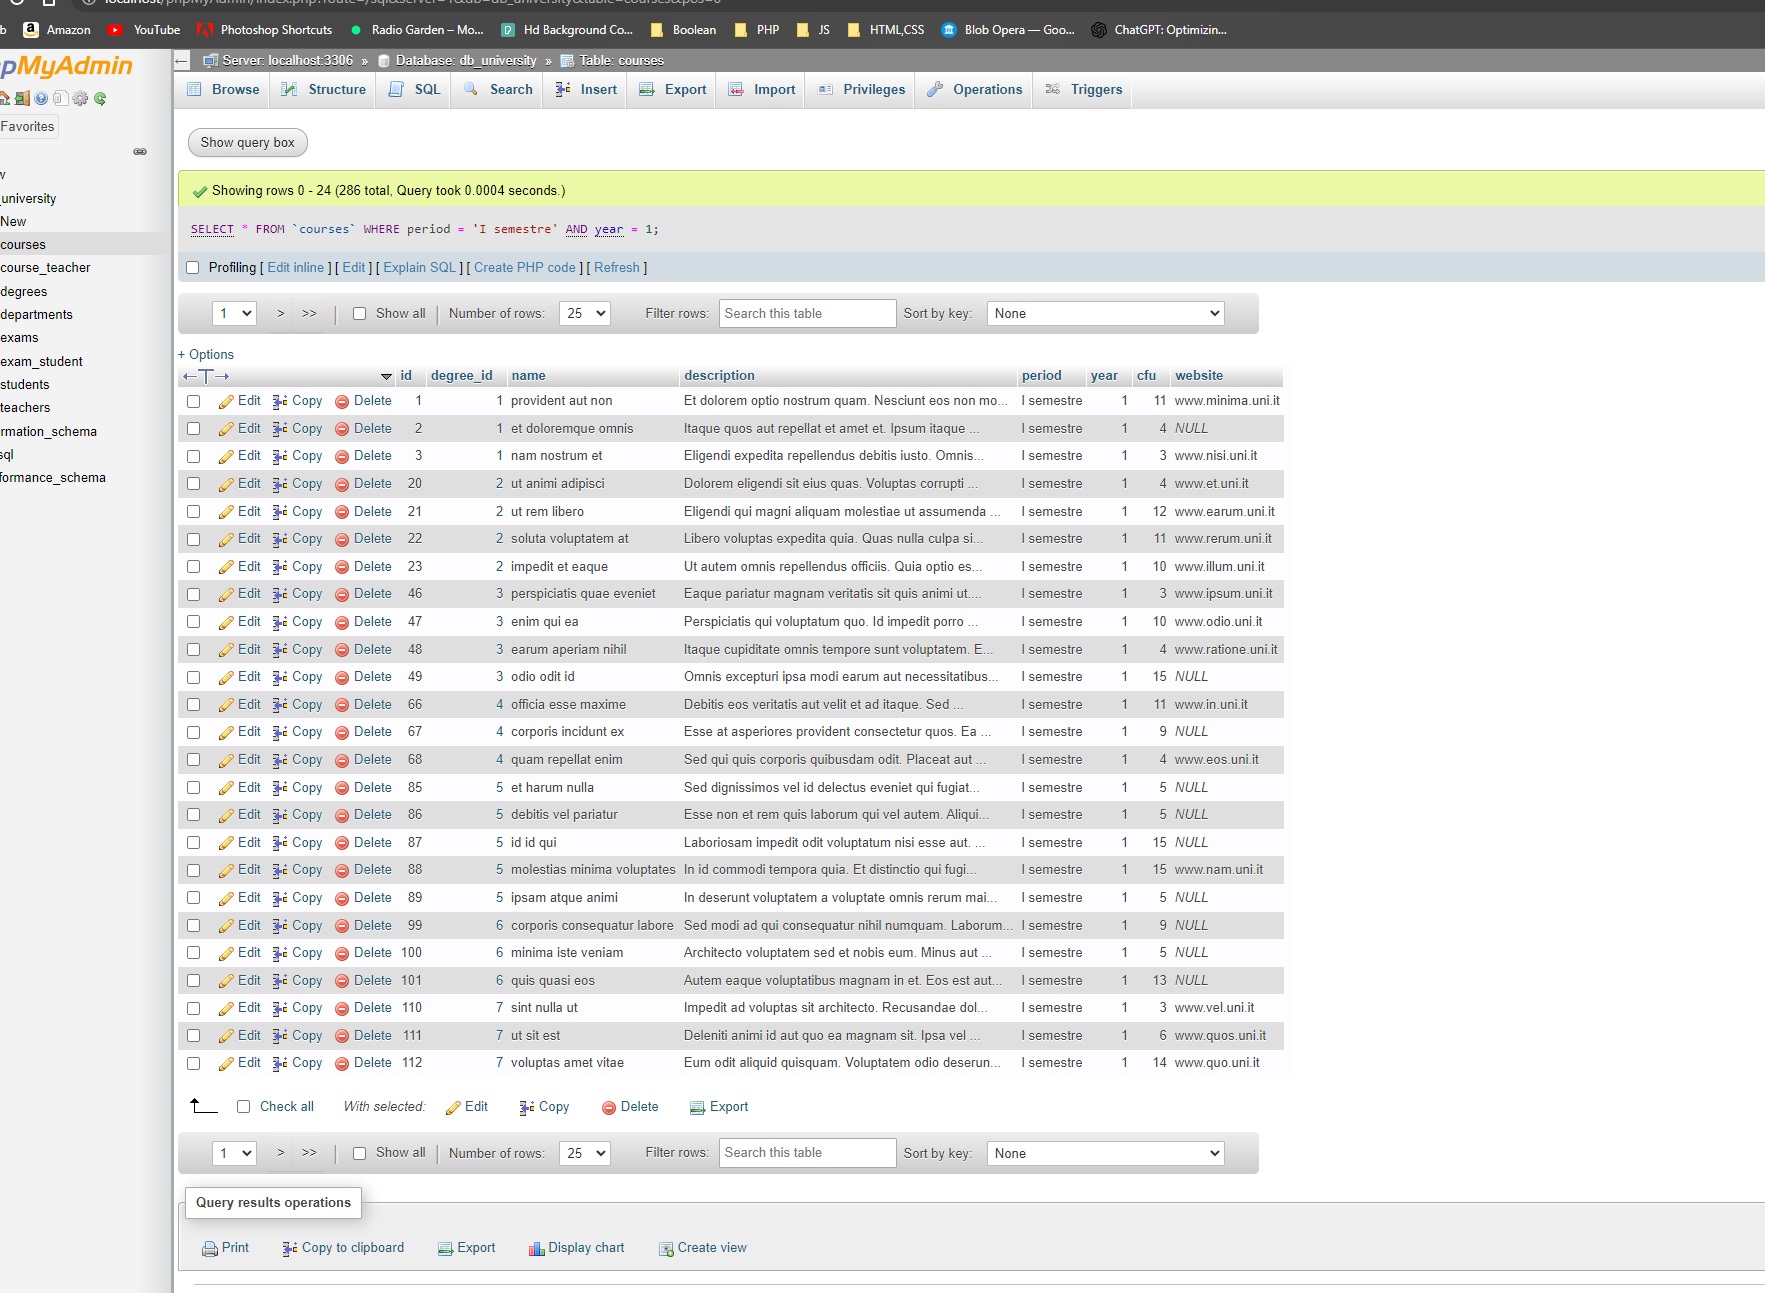 Amazon YouTube Photoshop Shortcuts Radio Garden – Mo... Hd Background Co... Boolean PHP JS HTML,CSS Blob Opera — Goo... ChatGPT: Optimizin...
Server: localhost:3306 » Database: db_university » Table: courses
Browse Structure SQL Search Insert Export Import Privileges Operations Triggers
Favorites
New
courses
course_teacher
degrees
departments
exams
exam_student
students
teachers
Show query box
Showing rows 0 - 24 (286 total, Query took 0.0004 seconds.)
SELECT * FROM `courses` WHERE period = 'I semestre' AND year = 1;
Profiling [ Edit inline ] [ Edit ] [ Explain SQL ] [ Create PHP code ] [ Refresh ]
1 > >> Show all Number of rows: 25 Filter rows: Search this table Sort by key: None
+ Options
←T→ id degree_id name description period year cfu website
Edit Copy Delete 1 1 provident aut non Et dolorem optio nostrum quam. Nesciunt eos non mo... I semestre 1 11 www.minima.uni.it
Edit Copy Delete 2 1 et doloremque omnis Itaque quos aut repellat et amet et. Ipsum itaque ... I semestre 1 4 NULL
Edit Copy Delete 3 1 nam nostrum et Eligendi expedita repellendus debitis iusto. Omnis... I semestre 1 3 www.nisi.uni.it
Edit Copy Delete 20 2 ut animi adipisci Dolorem eligendi sit eius quas. Voluptas corrupti ... I semestre 1 4 www.et.uni.it
Edit Copy Delete 21 2 ut rem libero Eligendi qui magni aliquam molestiae ut assumenda ... I semestre 1 12 www.earum.uni.it
Edit Copy Delete 22 2 soluta voluptatem at Libero voluptas expedita quia. Quas nulla culpa si... I semestre 1 11 www.rerum.uni.it
Edit Copy Delete 23 2 impedit et eaque Ut autem omnis repellendus officiis. Quia optio es... I semestre 1 10 www.illum.uni.it
Edit Copy Delete 46 3 perspiciatis quae eveniet Eaque pariatur magnam veritatis sit quis animi ut.... I semestre 1 3 www.ipsum.uni.it
Edit Copy Delete 47 3 enim qui ea Perspiciatis qui voluptatum quo. Id impedit porro ... I semestre 1 10 www.odio.uni.it
Edit Copy Delete 48 3 earum aperiam nihil Itaque cupiditate omnis tempore sunt voluptatem. E... I semestre 1 4 www.ratione.uni.it
Edit Copy Delete 49 3 odio odit id Omnis excepturi ipsa modi earum aut necessitatibus... I semestre 1 15 NULL
Edit Copy Delete 66 4 officia esse maxime Debitis eos veritatis aut velit et ad itaque. Sed ... I semestre 1 11 www.in.uni.it
Edit Copy Delete 67 4 corporis incidunt ex Esse at asperiores provident consectetur quos. Ea ... I semestre 1 9 NULL
Edit Copy Delete 68 4 quam repellat enim Sed qui quis corporis quibusdam odit. Placeat aut ... I semestre 1 4 www.eos.uni.it
Edit Copy Delete 85 5 et harum nulla Sed dignissimos vel id delectus eveniet qui fugiat... I semestre 1 5 NULL
Edit Copy Delete 86 5 debitis vel pariatur Esse non et rem quis laborum qui vel autem. Aliqui... I semestre 1 5 NULL
Edit Copy Delete 87 5 id id qui Laboriosam impedit odit voluptatum nisi esse aut. ... I semestre 1 15 NULL
Edit Copy Delete 88 5 molestias minima voluptates In id commodi tempora quia. Et distinctio qui fugi... I semestre 1 15 www.nam.uni.it
Edit Copy Delete 89 5 ipsam atque animi In deserunt voluptatem a voluptate omnis rerum mai... I semestre 1 5 NULL
Edit Copy Delete 99 6 corporis consequatur labore Sed modi ad qui consequatur nihil numquam. Laborum... I semestre 1 9 NULL
Edit Copy Delete 100 6 minima iste veniam Architecto voluptatem sed et nobis eum. Minus aut ... I semestre 1 5 NULL
Edit Copy Delete 101 6 quis quasi eos Autem eaque voluptatibus magnam in et. Eos est aut... I semestre 1 13 NULL
Edit Copy Delete 110 7 sint nulla ut Impedit ad voluptas sit architecto. Recusandae dol... I semestre 1 3 www.vel.uni.it
Edit Copy Delete 111 7 ut sit est Deleniti animi id aut quo ea magnam sit. Ipsa vel ... I semestre 1 6 www.quos.uni.it
Edit Copy Delete 112 7 voluptas amet vitae Eum odit aliquid quisquam. Voluptatem odio deserun... I semestre 1 14 www.quo.uni.it
Check all With selected: Edit Copy Delete Export
1 > >> Show all Number of rows: 25 Filter rows: Search this table Sort by key: None
Query results operations
Print Copy to clipboard Export Display chart Create view